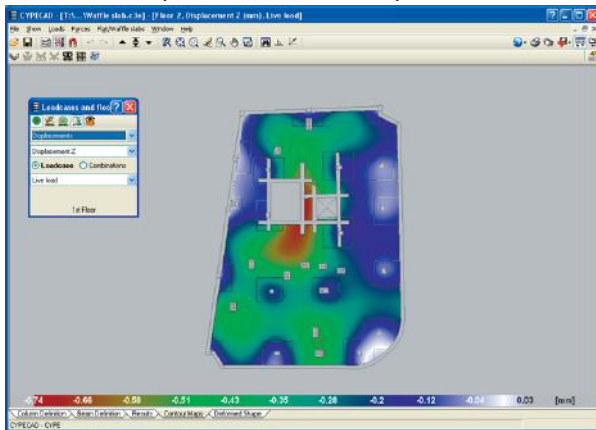 CYPECAD - [T:\...\Waffle slab.c3e] - [Floor 2. Displacement Z (mm). Live load]
File Show Loads Forces Flat/Waffle slabs Window Help
Loadcases and floo
Displacements
Displacement Z
Loadcase Combinations
Live load
1st Floor
-0.74 -0.66 -0.58 -0.51 -0.43 -0.35 -0.28 -0.2 -0.12 -0.04 0.03 [mm]
Column Definition Beam Definition Results Contour Maps Deformed Shape
CYPECAD - CYPE